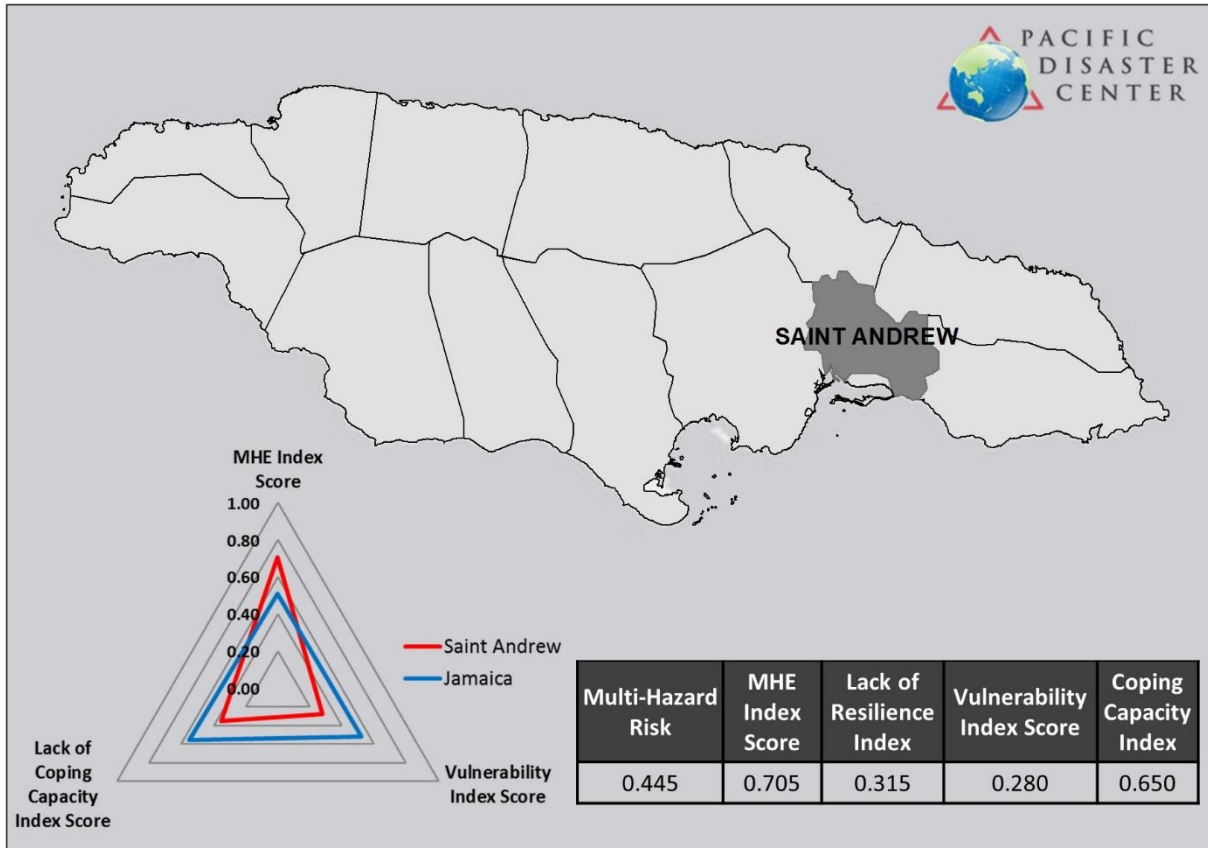 PACIFIC
DISASTER
CENTER
SAINT ANDREW
MHE Index
Score
1.00
0.80
0.60
0.40
0.20
0.00
Saint Andrew
Jamaica
Lack of
Coping
Capacity
Index Score
Vulnerability
Index Score
Multi-Hazard
Risk
MHE
Index
Score
Lack of
Resilience
Index
Vulnerability
Index Score
Coping
Capacity
Index
0.445
0.705
0.315
0.280
0.650